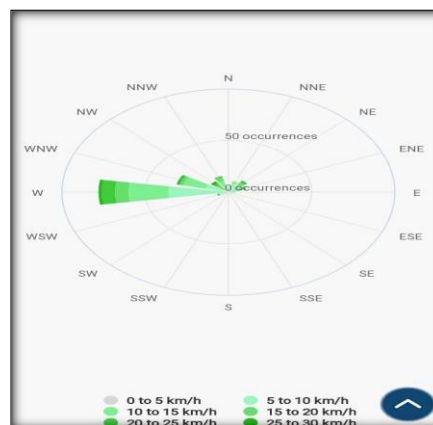 N
NNW NNE
NW NE
50 occurrences
WNW ENE
W 0 occurrences E
WSW ESE
SW SE
SSW SSE
S
0 to 5 km/h 5 to 10 km/h
10 to 15 km/h 15 to 20 km/h
20 to 25 km/h 25 to 30 km/h